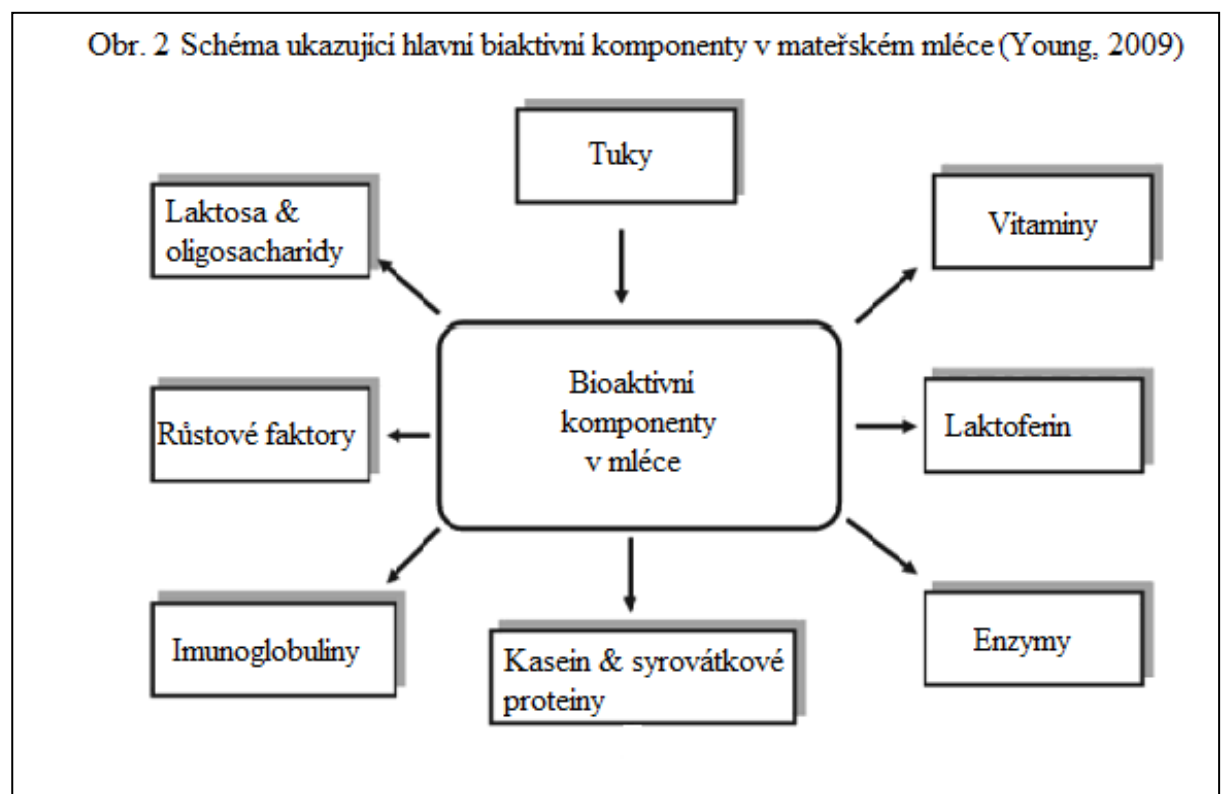 Obr. 2 Schéma ukazující hlavní biaktivní komponenty v mateřském mléce (Young, 2009)
Tuky
Laktosa &
oligosacharidy
Vitaminy
Bioaktivní
komponenty
v mléce
Růstové faktory
Laktoferin
Imunoglobuliny
Kasein & syrovátkové
proteiny
Enzymy